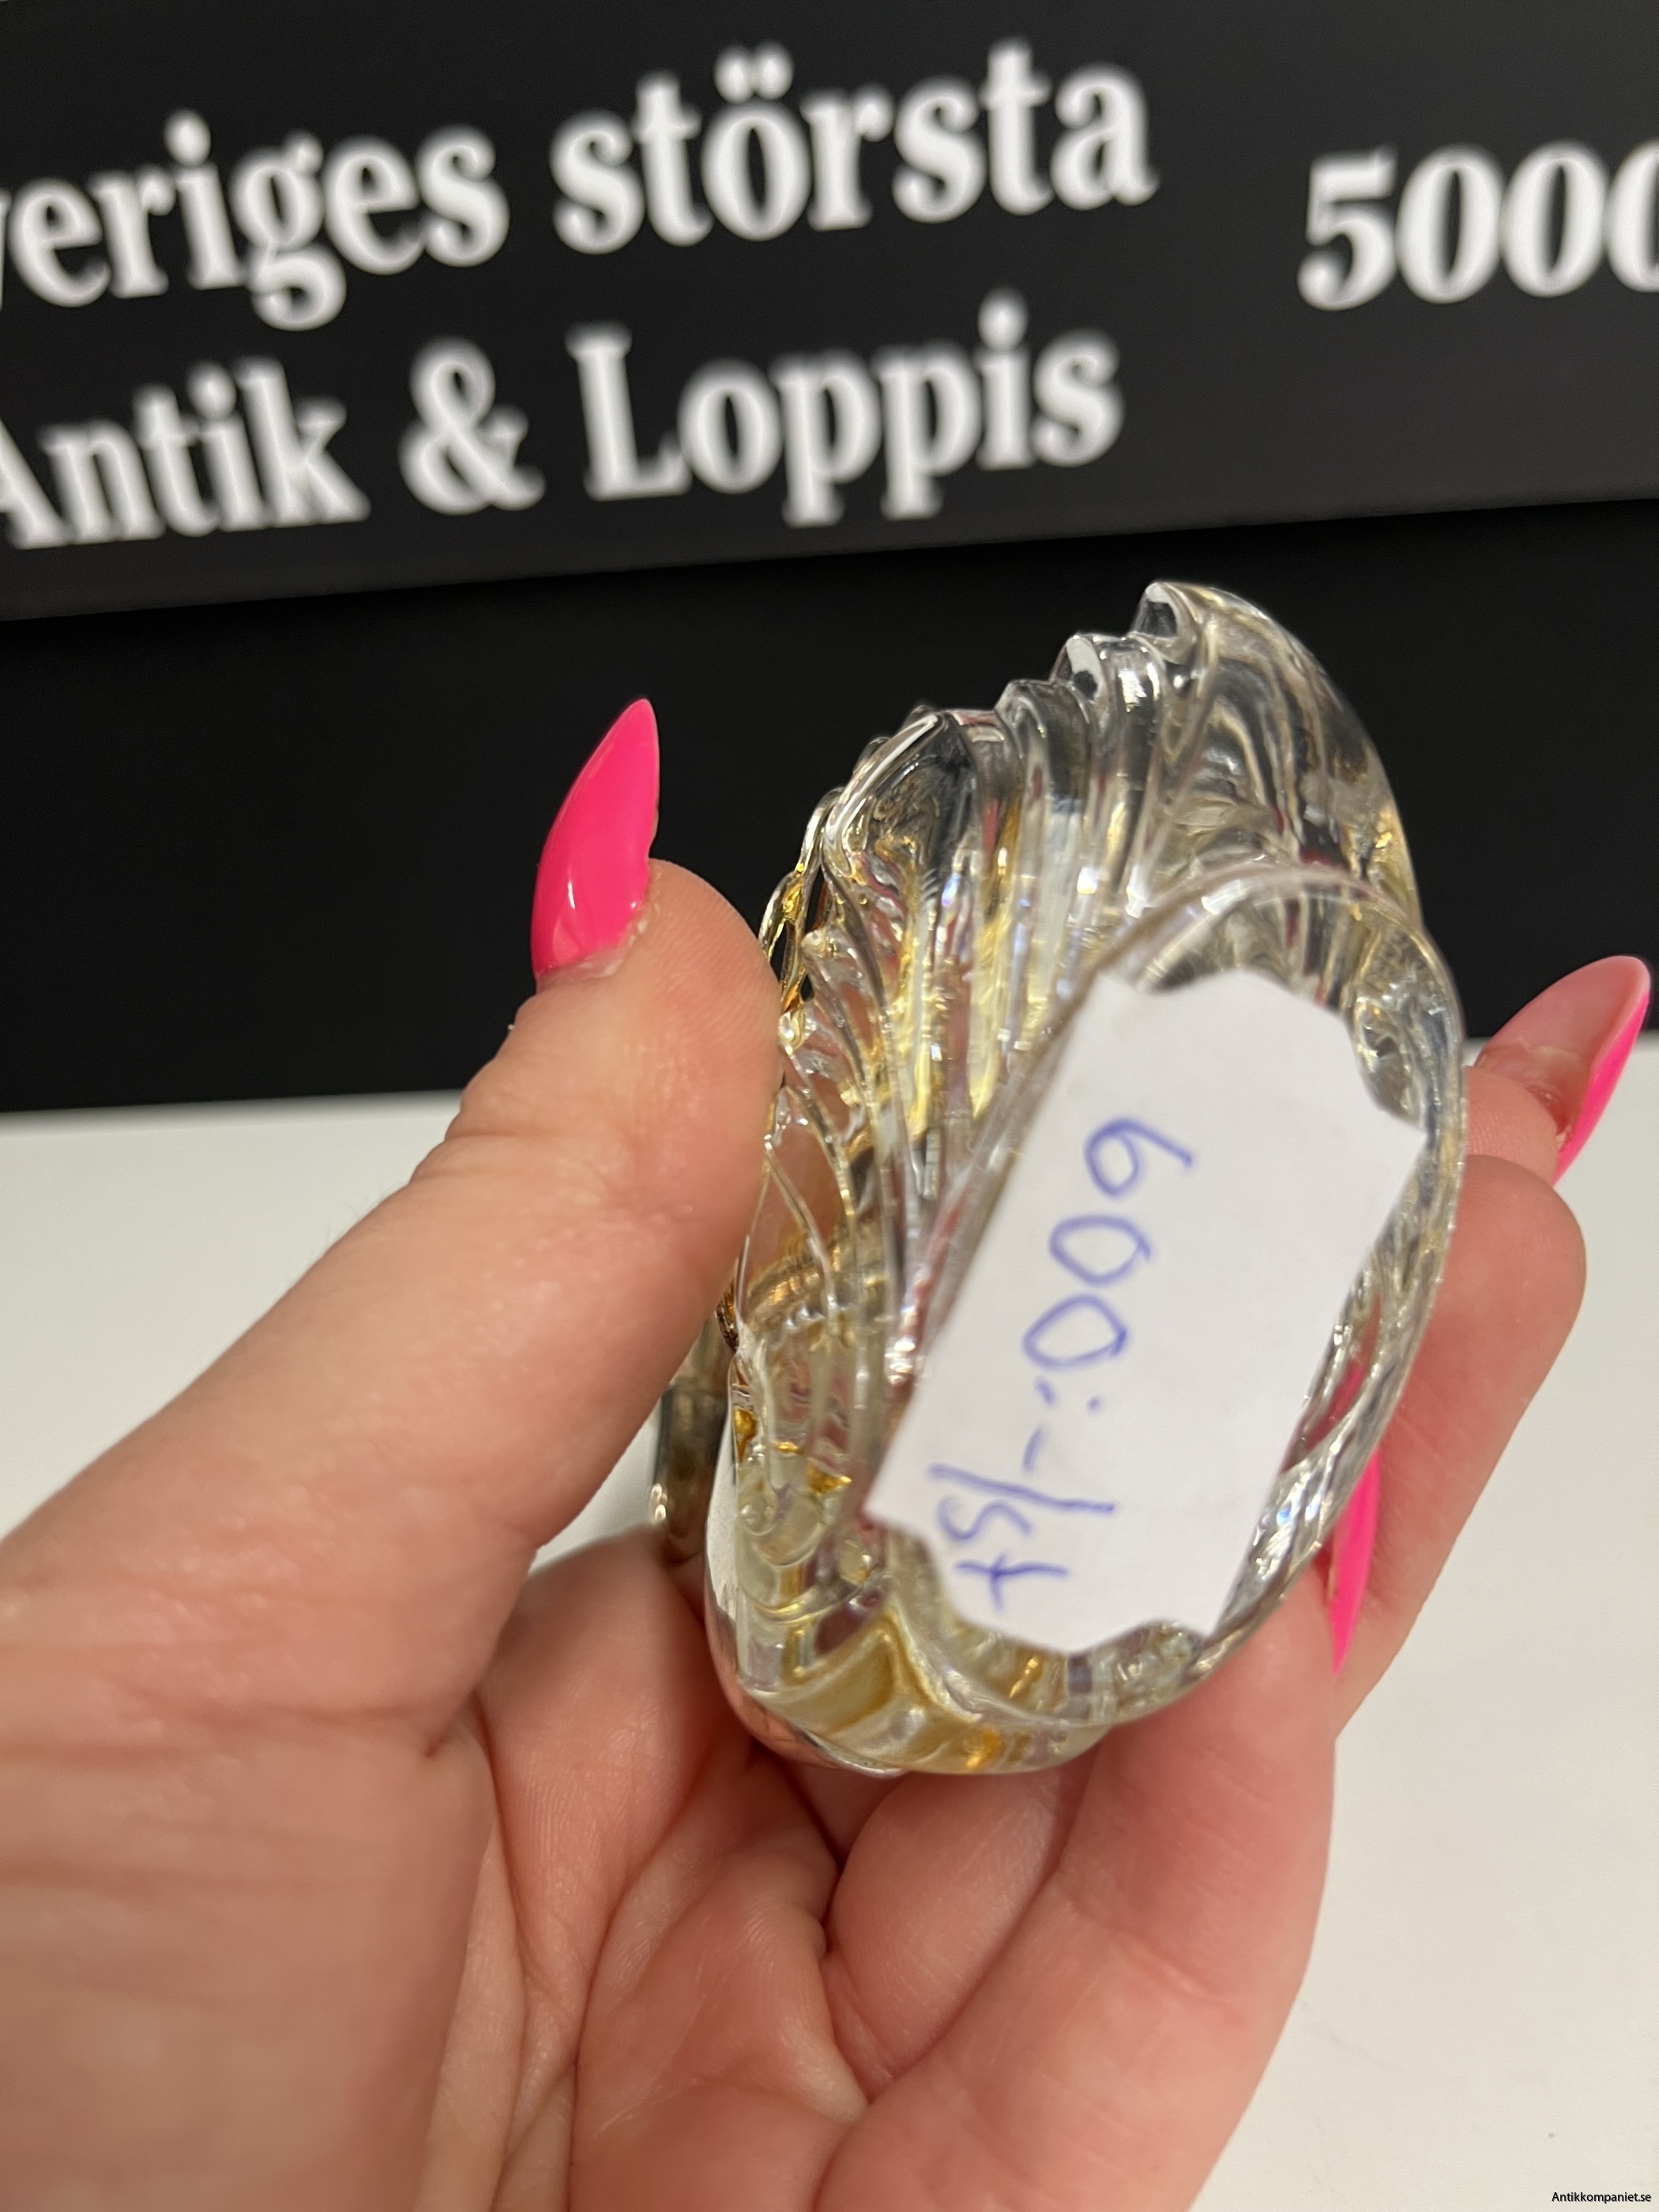 veriges största
5000
Antik & Loppis
600:-/st
Antikkompaniet.se